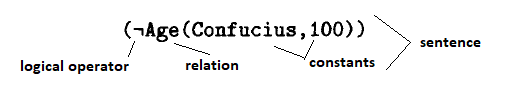 (¬Age(Confucius,100))
sentence
logical operator relation constants